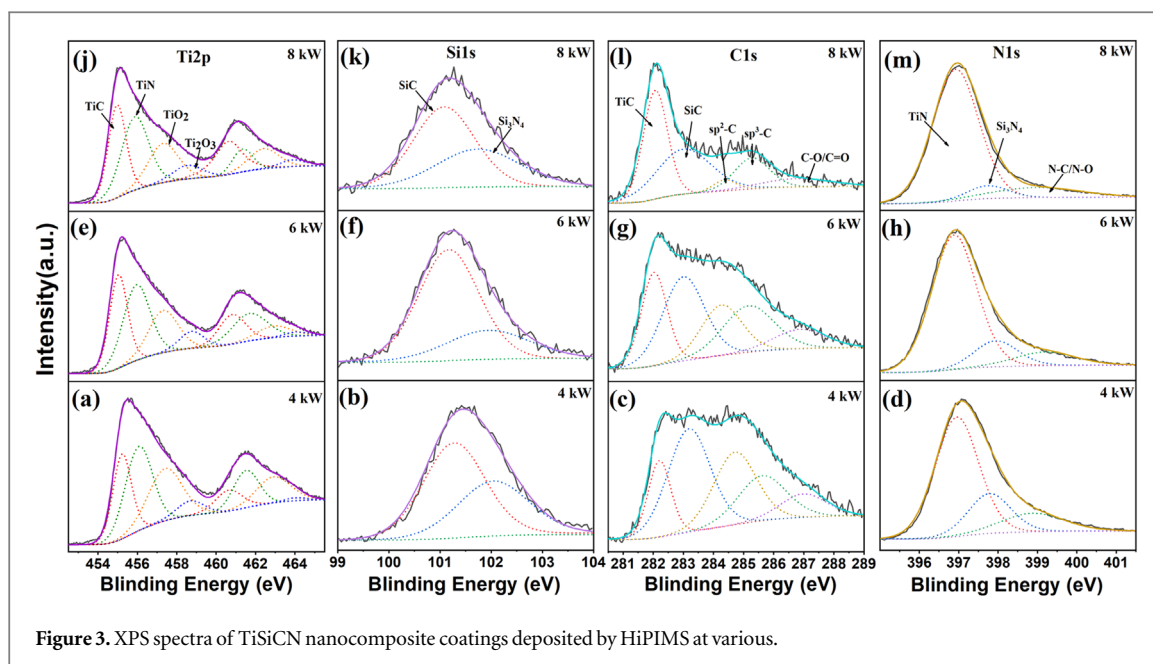 (j) Ti2p 8 kW
TiC
TiN
TiO2
Ti2O3
(k) Si1s 8 kW
SiC
Si3N4
(l) C1s 8 kW
TiC
SiC
sp2-C
sp3-C
C-O/C=O
(m) N1s 8 kW
TiN
Si3N4
N-C/N-O
Intensity(a.u.)
(e) 6 kW
(f) 6 kW
(g) 6 kW
(h) 6 kW
(a) 4 kW
(b) 4 kW
(c) 4 kW
(d) 4 kW
454 456 458 460 462 464
99 100 101 102 103 104
281 282 283 284 285 286 287 288 289
396 397 398 399 400 401
Blinding Energy (eV)
Blinding Energy (eV)
Blinding Energy (eV)
Blinding Energy (eV)
Figure 3. XPS spectra of TiSiCN nanocomposite coatings deposited by HiPIMS at various.